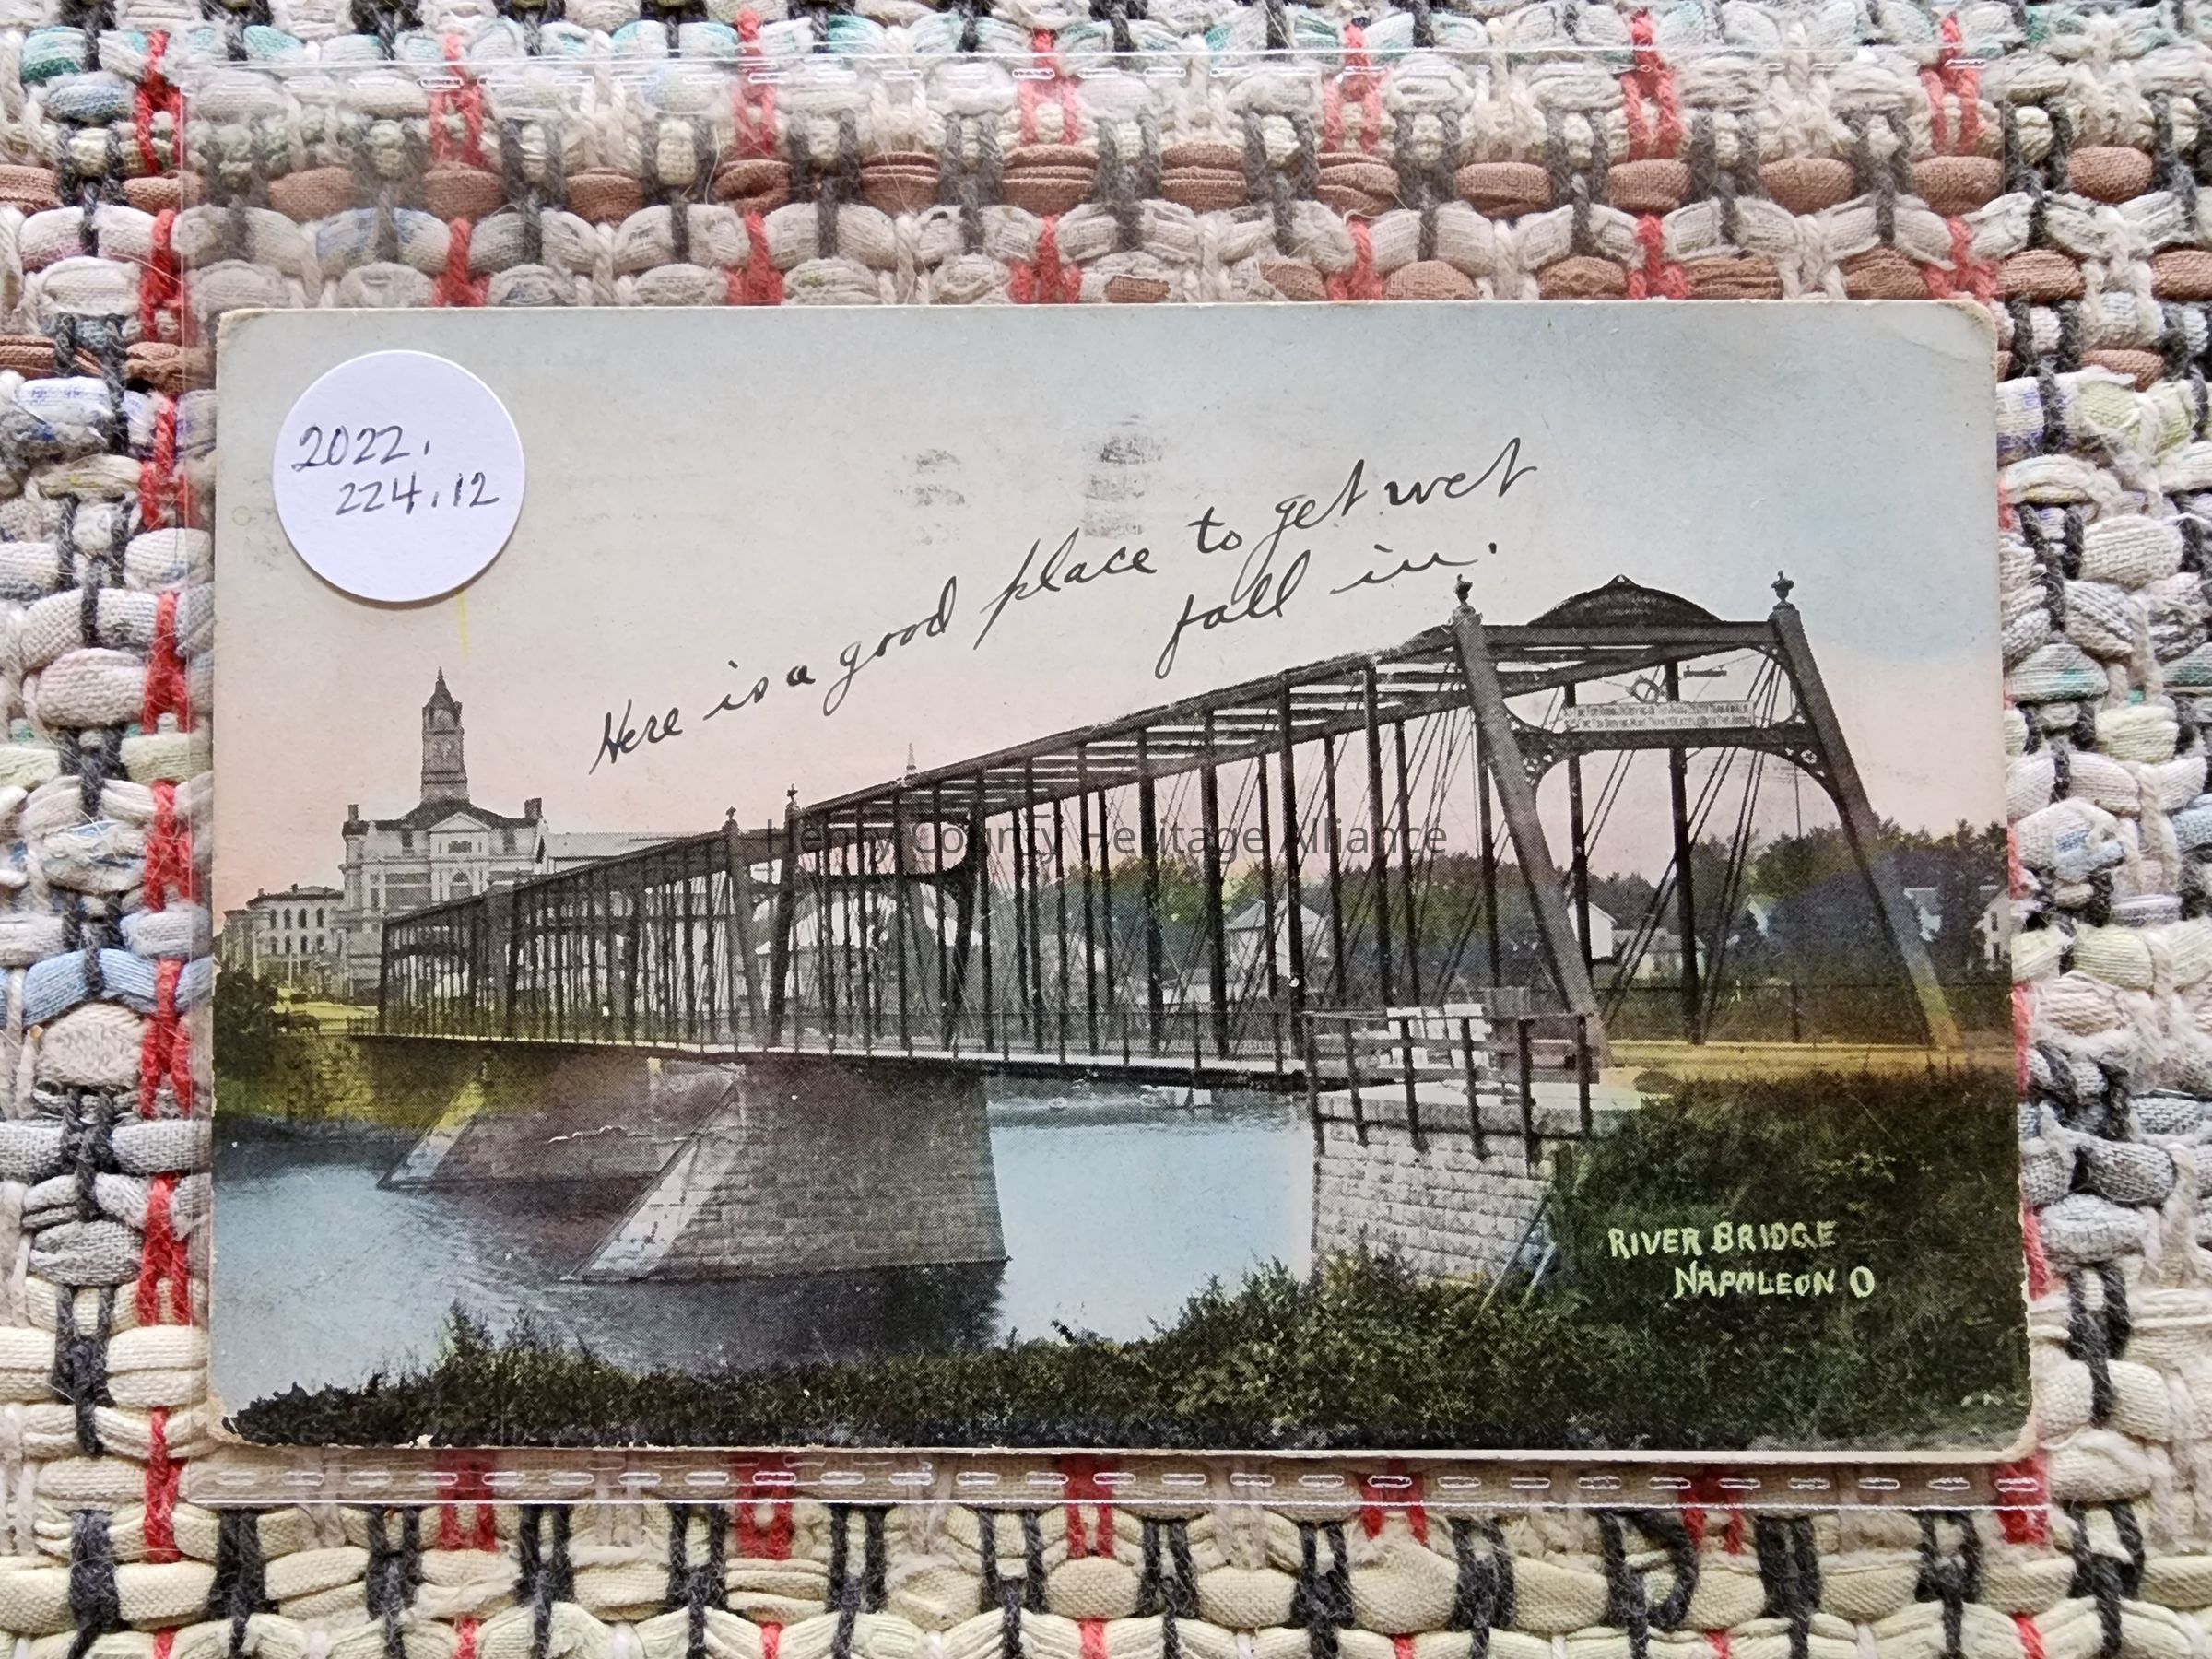 2022.
224.12
Here is a good place to get wet
fall in.
Henry County Heritage Alliance
RIVER BRIDGE
NAPOLEON O